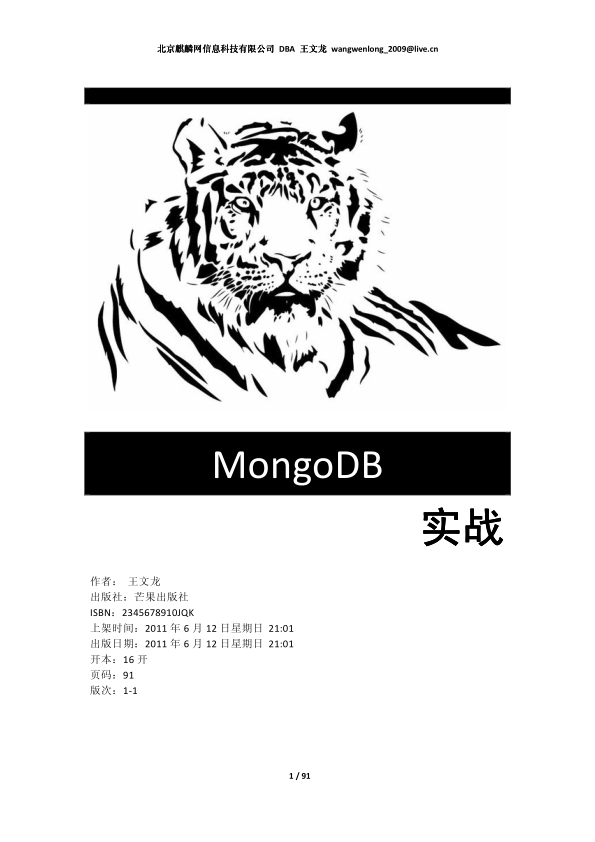 北京麒麟网信息科技有限公司 DBA 王文龙 wangwenlong_2009@live.cn
MongoDB
实战
作者： 王文龙
出版社：芒果出版社
ISBN：2345678910JQK
上架时间：2011 年 6 月 12 日星期日 21:01
出版日期：2011 年 6 月 12 日星期日 21:01
开本：16 开
页码：91
版次：1-1
1 / 91